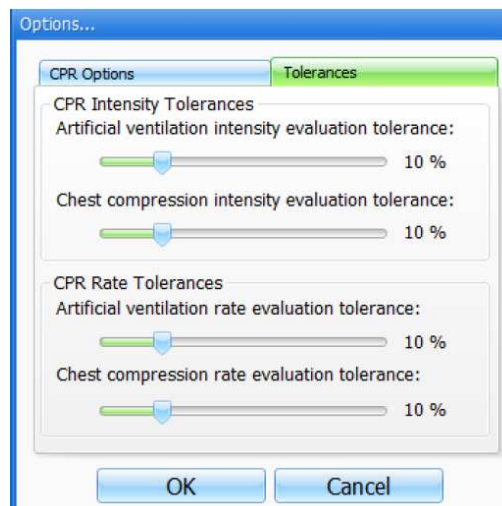 Options...
CPR Options
Tolerances
CPR Intensity Tolerances
Artificial ventilation intensity evaluation tolerance:
10 %
Chest compression intensity evaluation tolerance:
10 %
CPR Rate Tolerances
Artificial ventilation rate evaluation tolerance:
10 %
Chest compression rate evaluation tolerance:
10 %
OK
Cancel